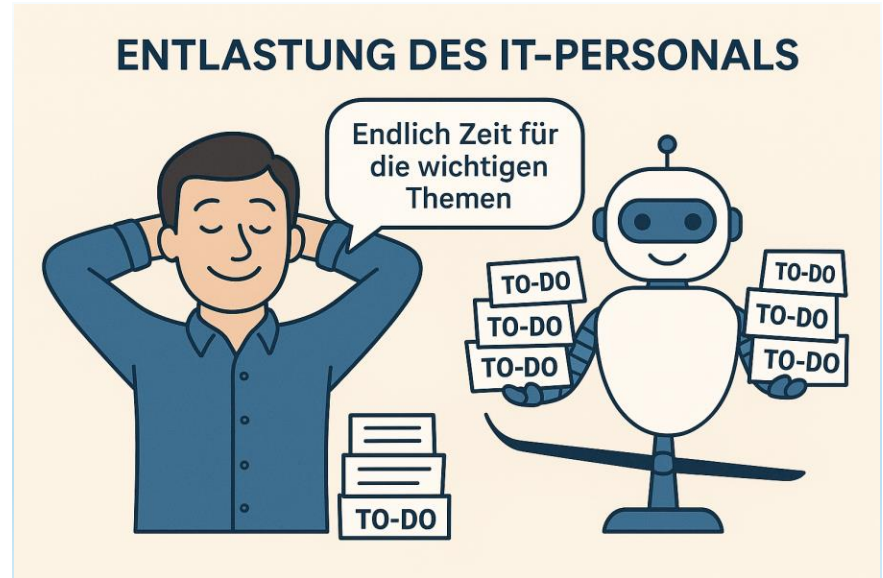 ENTLASTUNG DES IT-PERSONALS
Endlich Zeit für
die wichtigen
Themen
TO-DO
TO-DO
TO-DO
TO-DO
TO-DO
TO-DO
TO-DO